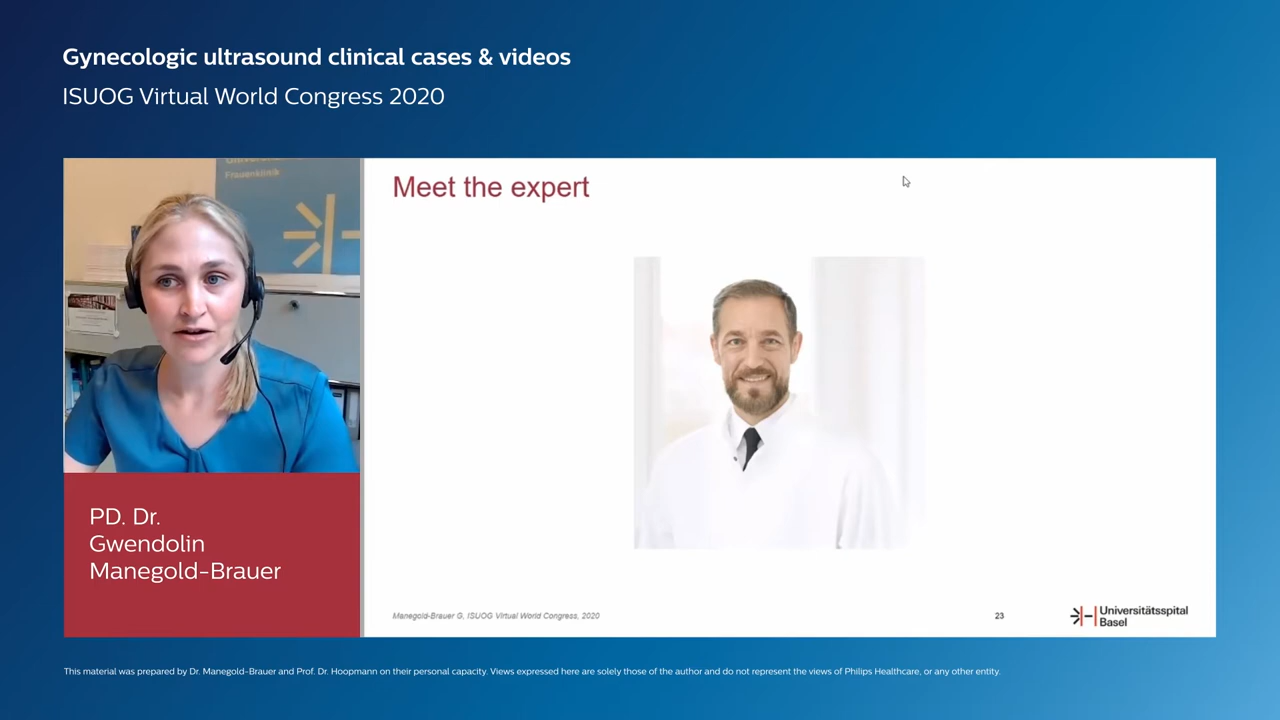 Gynecologic ultrasound clinical cases & videos
ISUOG Virtual World Congress 2020
Frauenklinik
Meet the expert
PD. Dr.
Gwendolin
Manegold-Brauer
Manegold-Brauer G, ISUOG Virtual World Congress, 2020
23
Universitätsspital
Basel
This material was prepared by Dr. Manegold-Brauer and Prof. Dr. Hoopmann on their personal capacity. Views expressed here are solely those of the author and do not represent the views of Philips Healthcare, or any other entity.